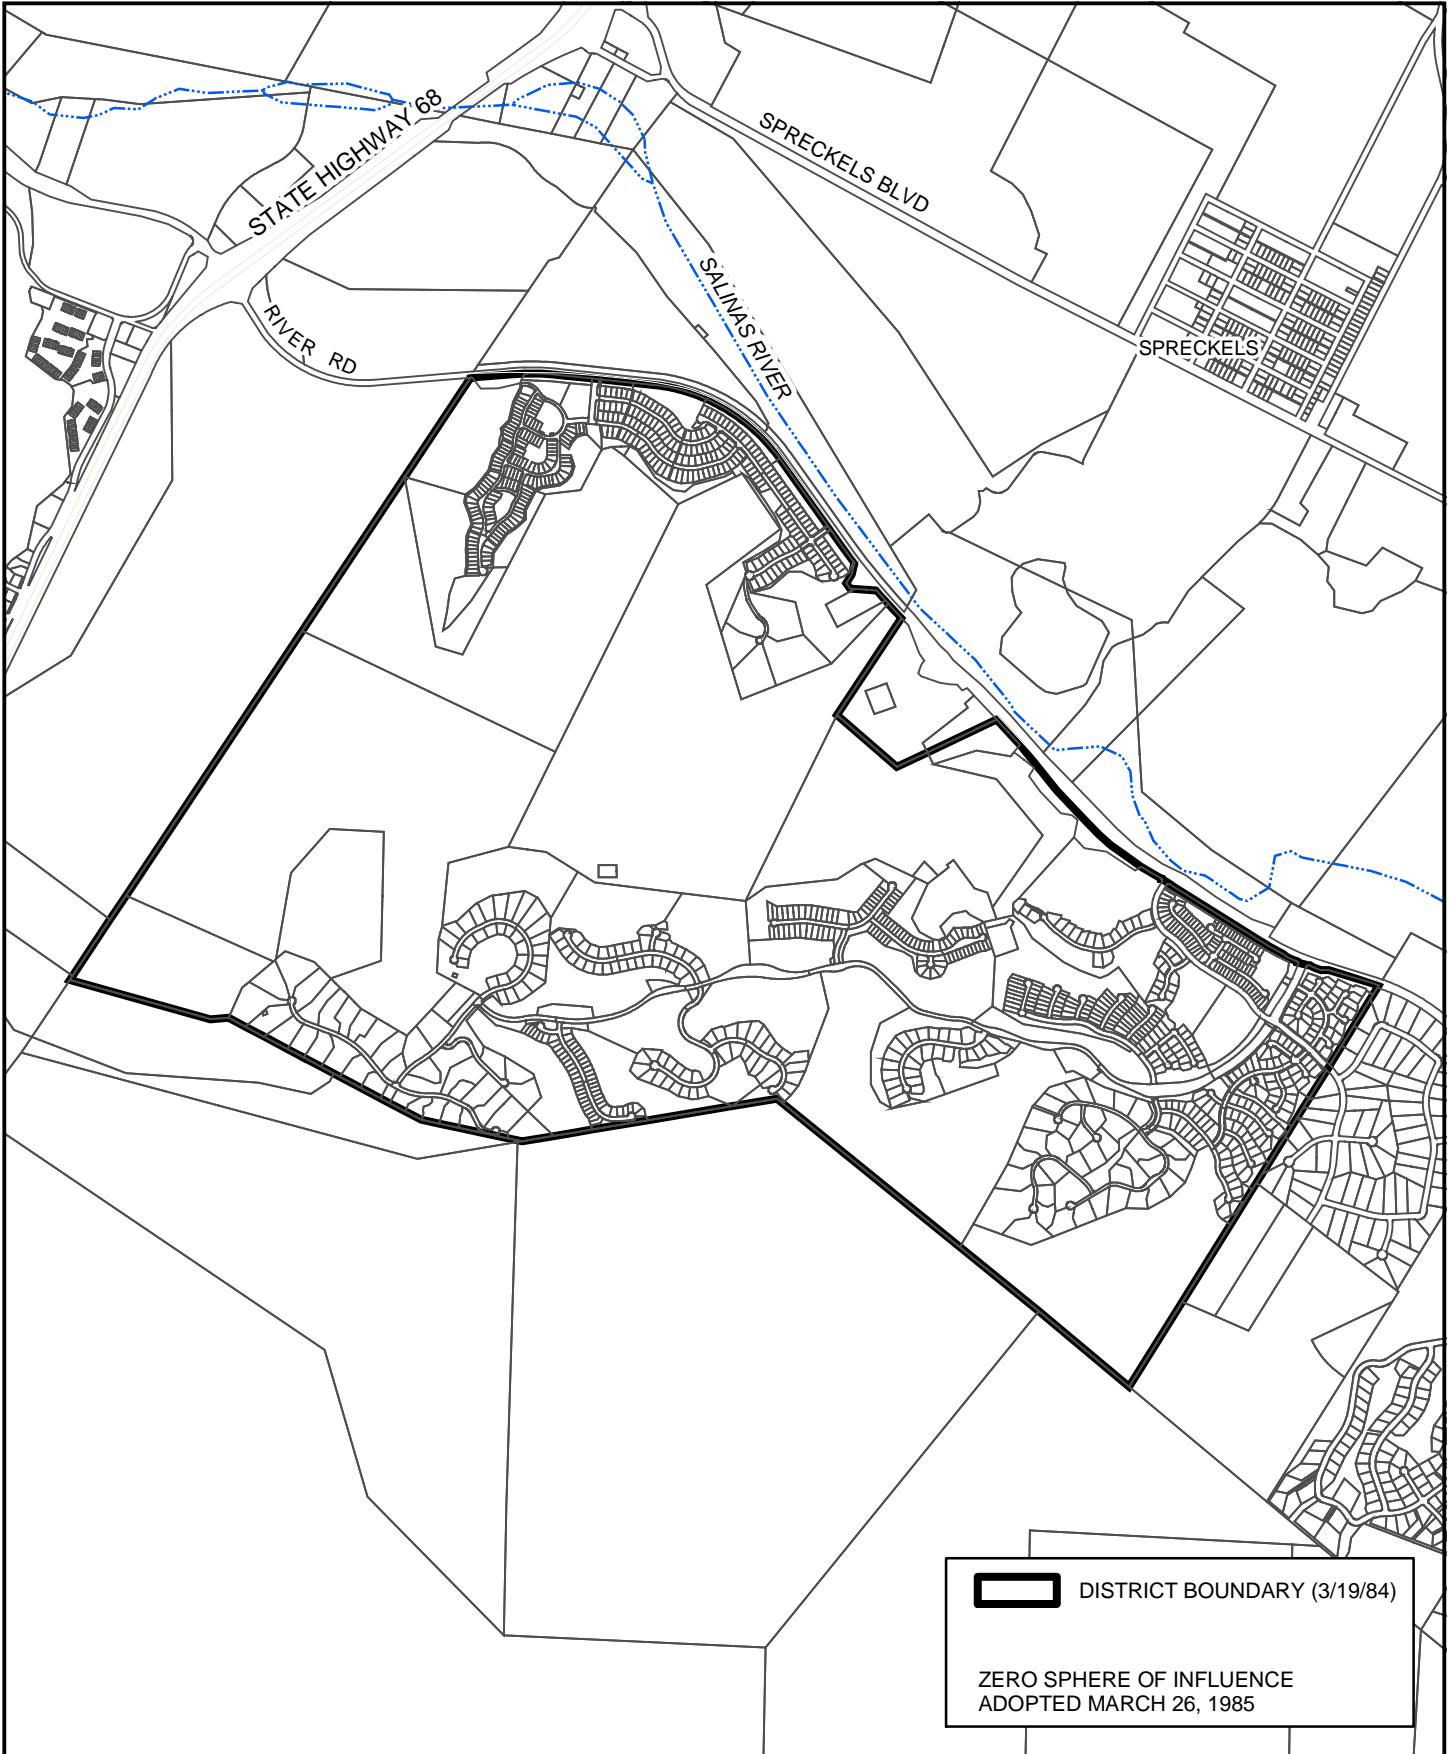 STATE HIGHWAY 68
SPRECKELS BLVD
SALINAS RIVER
RIVER RD
SPRECKELS
DISTRICT BOUNDARY (3/19/84)
ZERO SPHERE OF INFLUENCE
ADOPTED MARCH 26, 1985